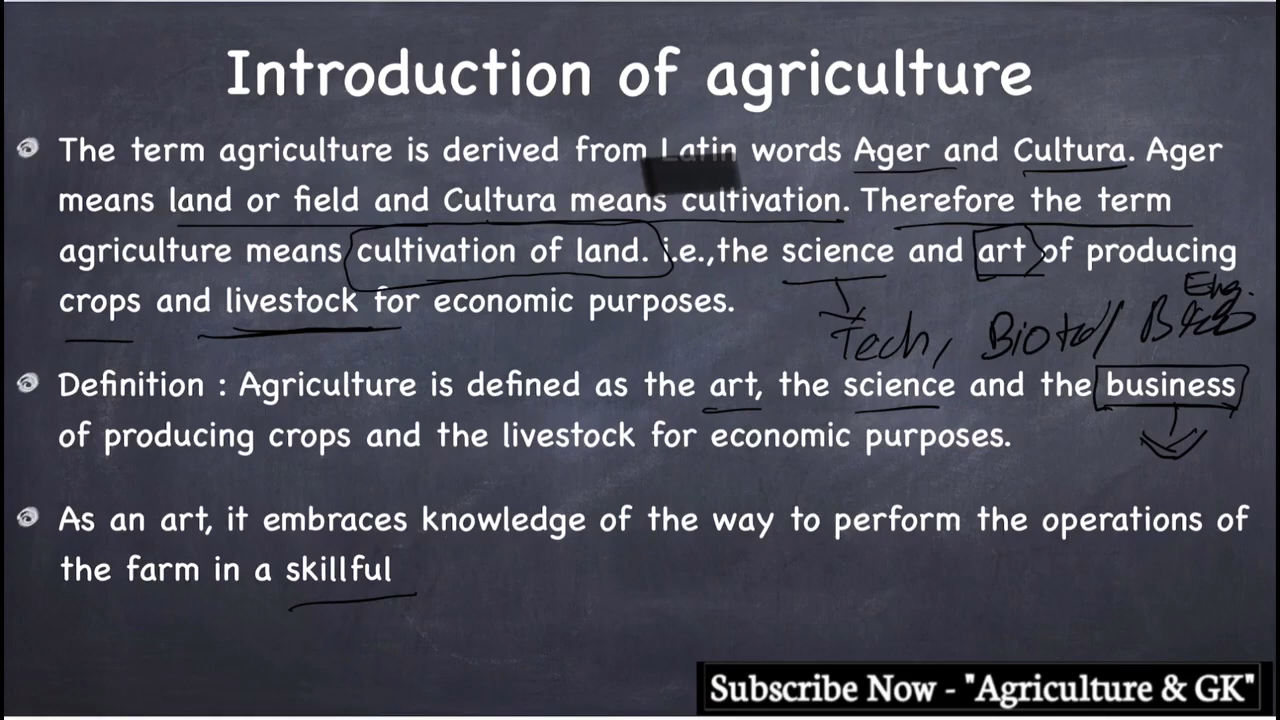 Introduction of agriculture
The term agriculture is derived from Latin words Ager and Cultura. Ager
means land or field and Cultura means cultivation. Therefore the term
agriculture means cultivation of land. i.e.,the science and art of producing
crops and livestock for economic purposes.
Eng.
Tech,
Definition : Agriculture is defined as the art, the science and the business
of producing crops and the livestock for economic purposes.
As an art, it embraces knowledge of the way to perform the operations of
the farm in a skillful
Subscribe Now - "Agriculture & GK"